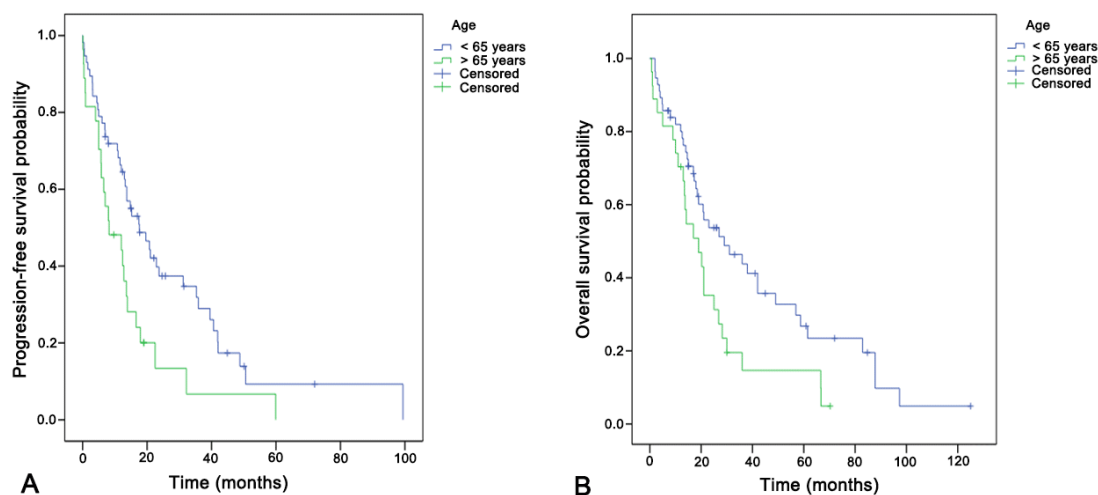 Age
< 65 years
> 65 years
Censored
Censored
1.0
0.8
0.6
0.4
0.2
0.0
Progression-free survival probability
0 20 40 60 80 100
Time (months)
A
Age
< 65 years
> 65 years
Censored
Censored
1.0
0.8
0.6
0.4
0.2
0.0
Overall survival probability
0 20 40 60 80 100 120
Time (months)
B